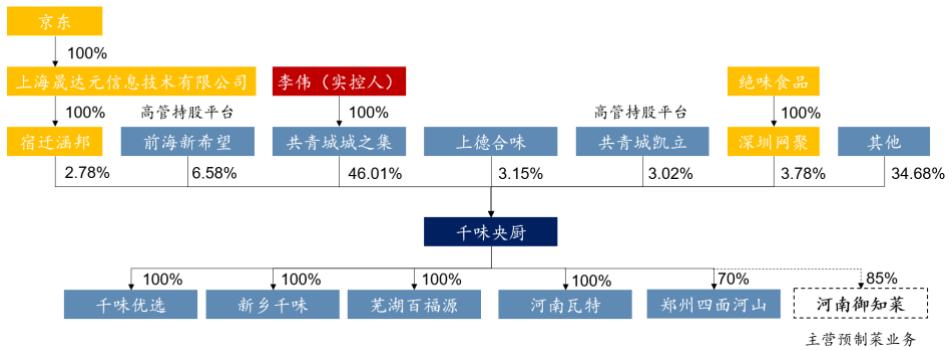 京东
100%
上海晟达元信息技术有限公司
李伟（实控人）
绝味食品
100%
高管持股平台
100%
高管持股平台
100%
宿迁涵邦
前海新希望
共青城城之集
上德合味
共青城凯立
深圳网聚
其他
2.78%
6.58%
46.01%
3.15%
3.02%
3.78%
34.68%
千味央厨
100%
100%
100%
100%
70%
85%
千味优选
新乡千味
芜湖百福源
河南瓦特
郑州四面河山
河南御知菜
主营预制菜业务